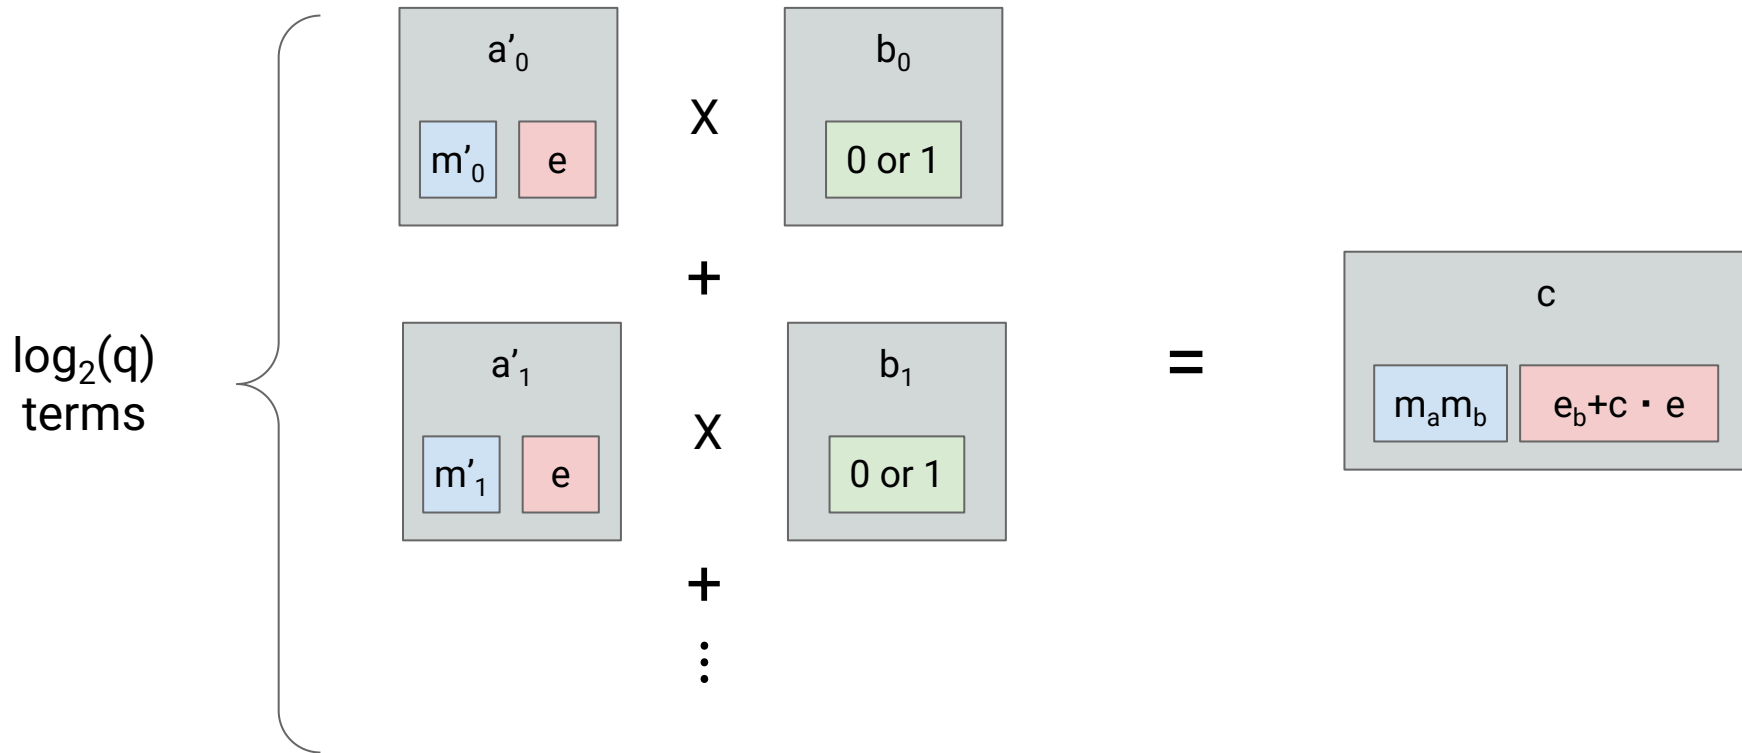 a’₀
b₀
m’₀ e
X
0 or 1
+
c
log₂(q)
terms
a’₁
b₁
=
mₐm_b
e_b+c · e
m’₁ e
X
0 or 1
+
⋮